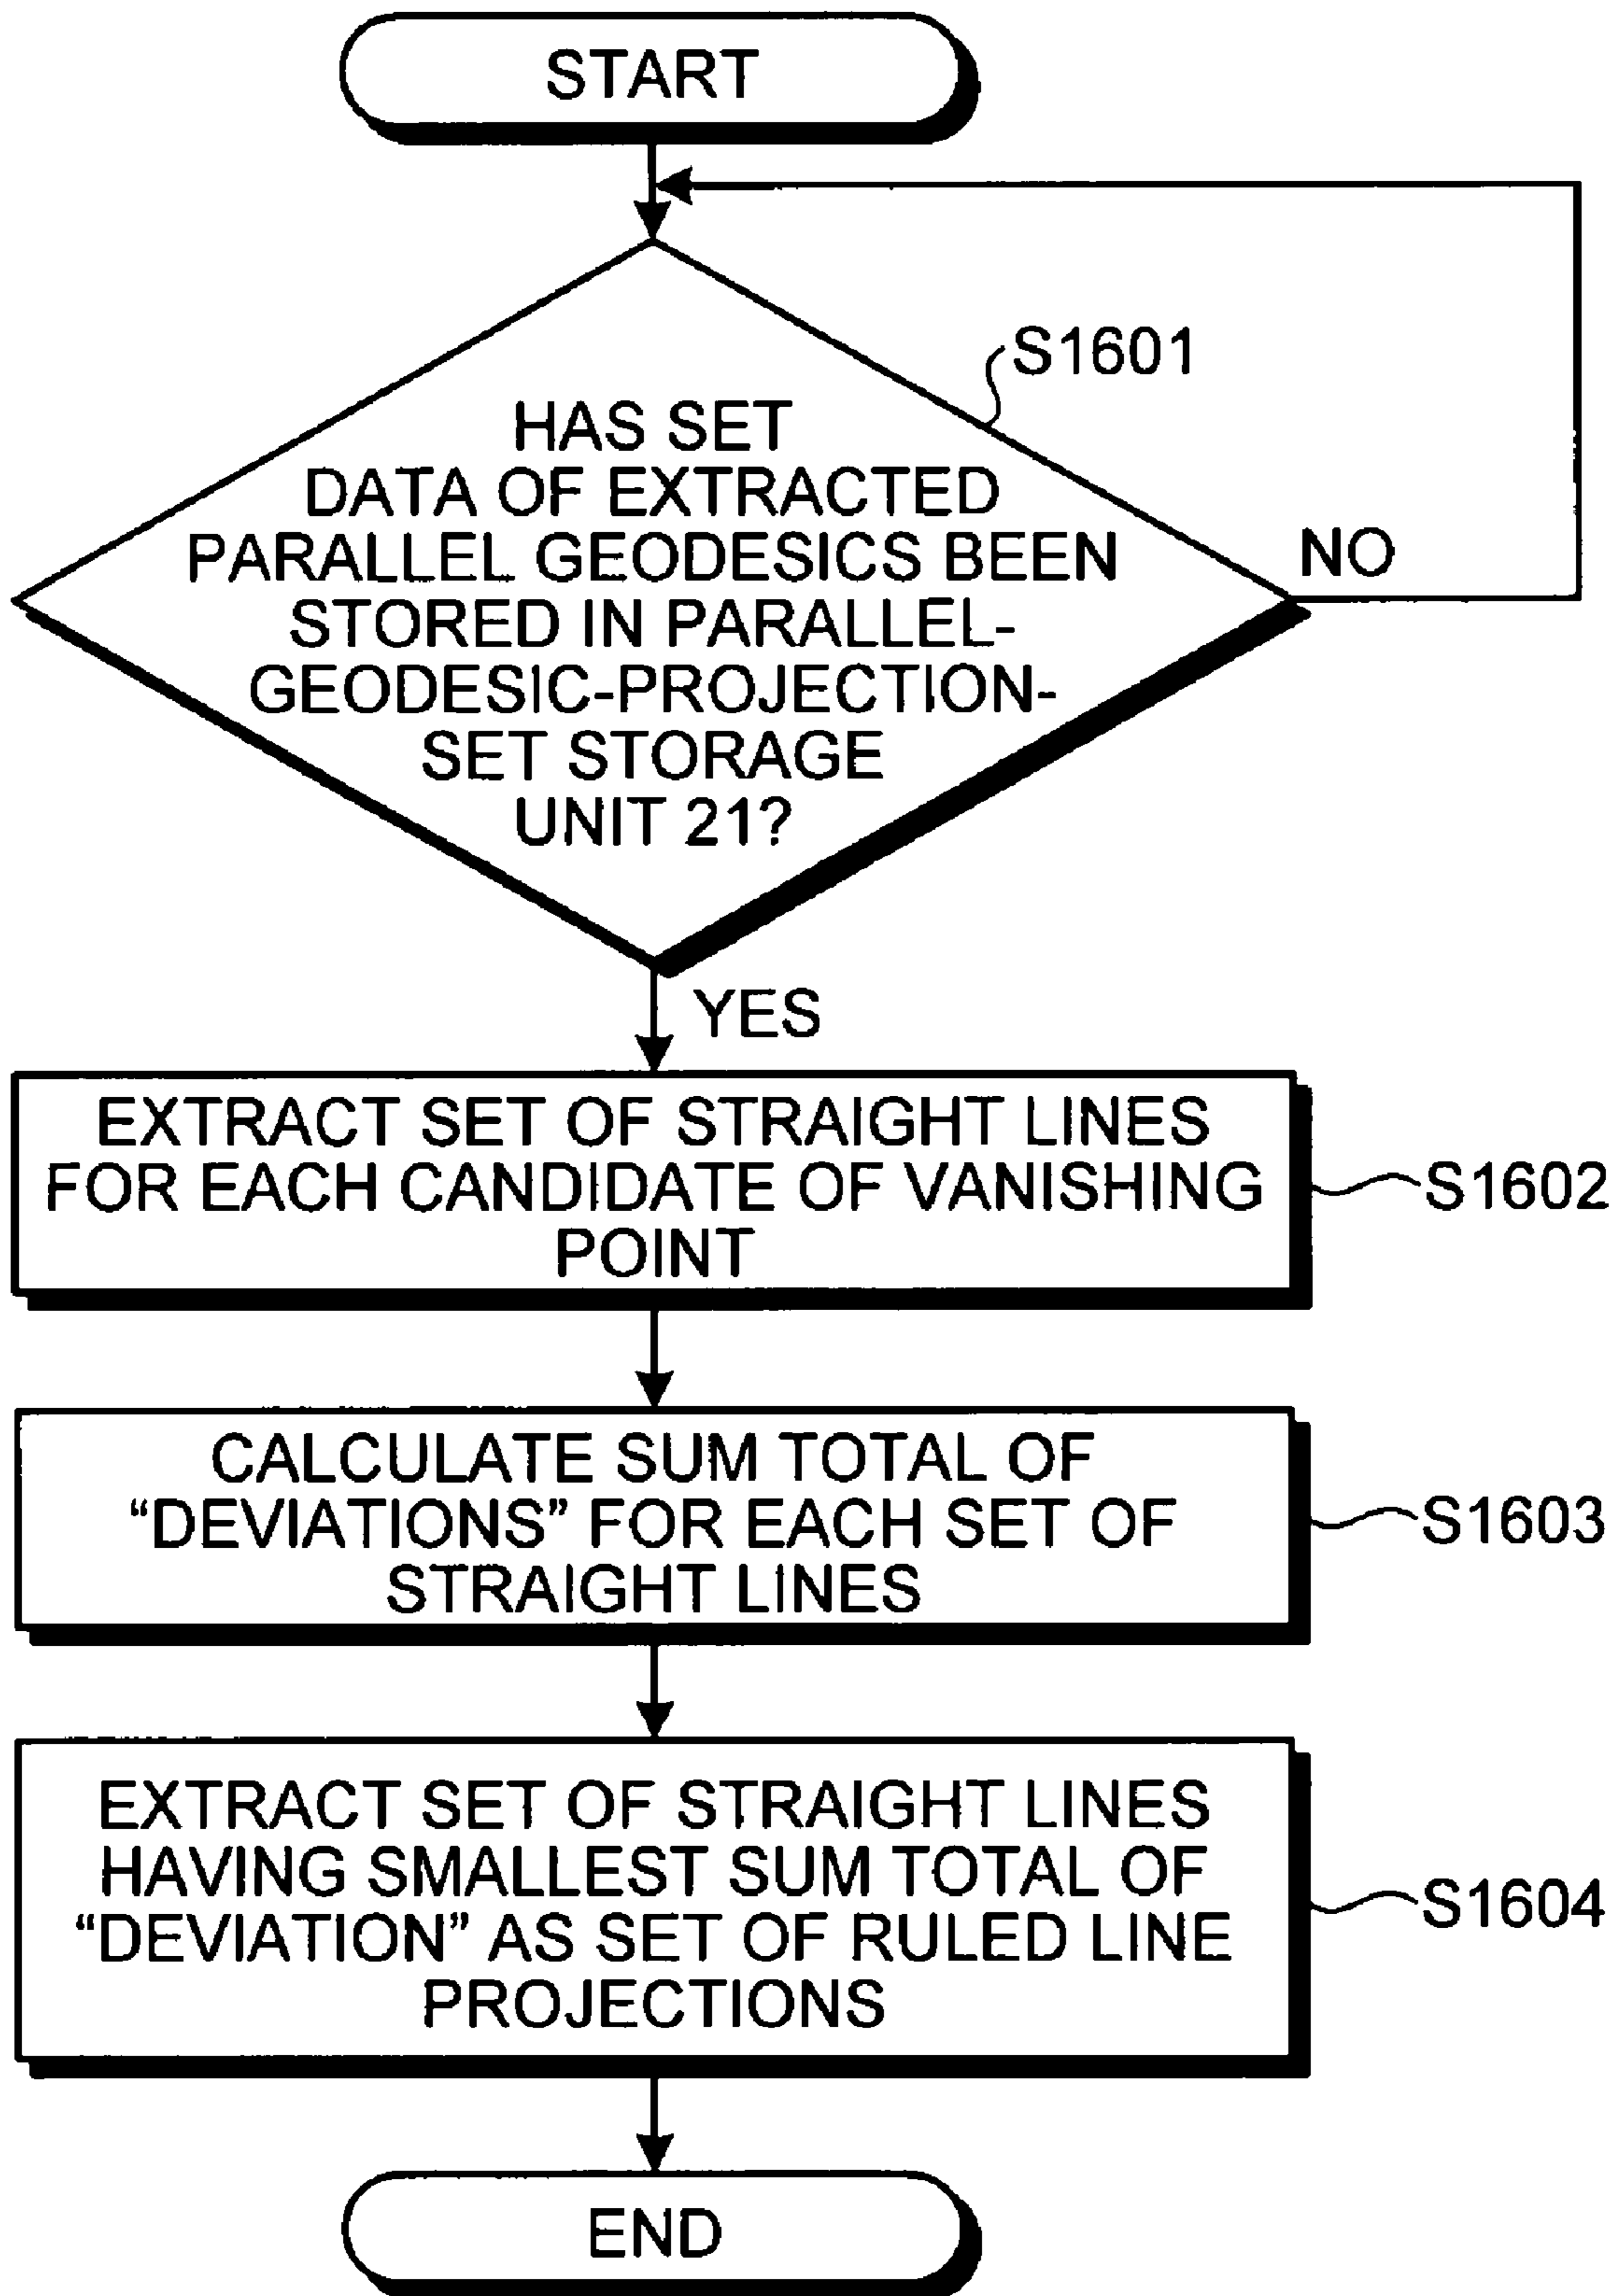 START
S1601
HAS SET
DATA OF EXTRACTED
PARALLEL GEODESICS BEEN
STORED IN PARALLEL-
GEODESIC-PROJECTION-
SET STORAGE
UNIT 21?
NO
YES
EXTRACT SET OF STRAIGHT LINES
FOR EACH CANDIDATE OF VANISHING
POINT
S1602
CALCULATE SUM TOTAL OF
“DEVIATIONS” FOR EACH SET OF
STRAIGHT LINES
S1603
EXTRACT SET OF STRAIGHT LINES
HAVING SMALLEST SUM TOTAL OF
“DEVIATION” AS SET OF RULED LINE
PROJECTIONS
S1604
END